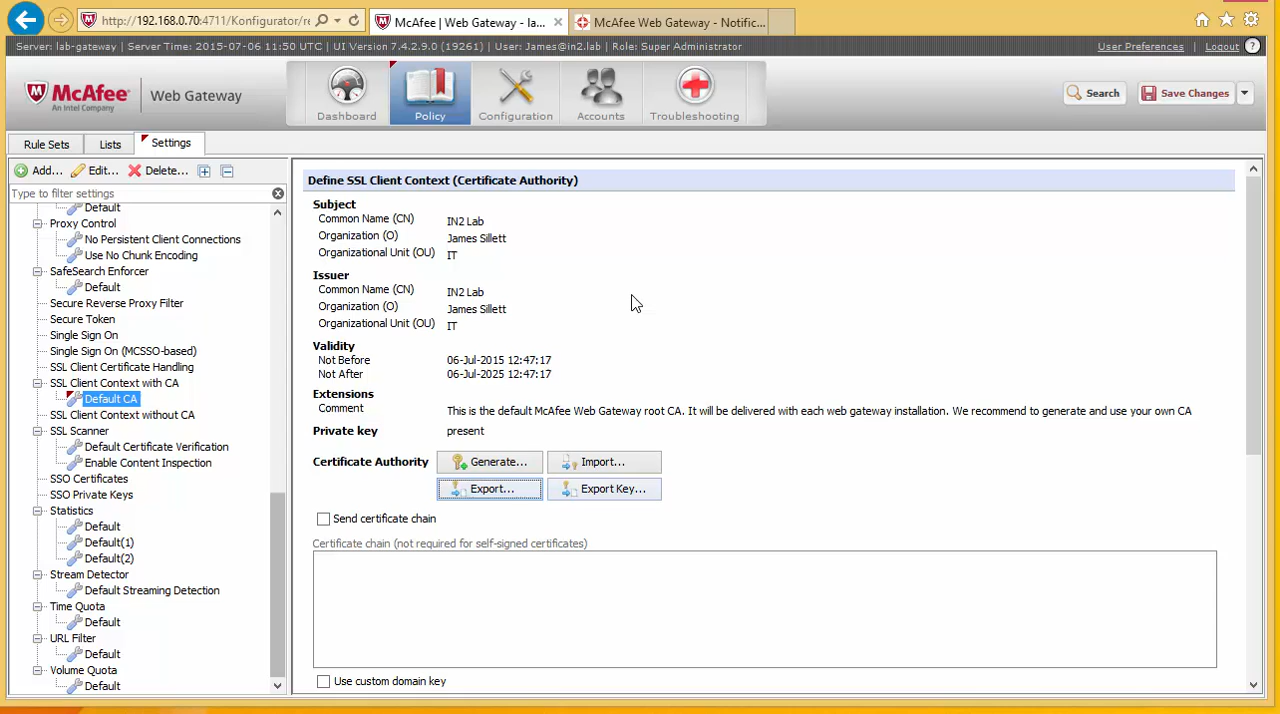 http://192.168.0.70:4711/Konfigurator/re
McAfee | Web Gateway - la...
McAfee Web Gateway - Notific...
Server: lab-gateway | Server Time: 2015-07-06 11:50 UTC | UI Version 7.4.2.9.0 (19261) | User: James@in2.lab | Role: Super Administrator
User Preferences | Logout ?
McAfee
An Intel Company
Web Gateway
Dashboard
Policy
Configuration
Accounts
Troubleshooting
Search
Save Changes
Rule Sets
Lists
Settings
Add...
Edit...
Delete...
Type to filter settings
Default
Proxy Control
No Persistent Client Connections
Use No Chunk Encoding
SafeSearch Enforcer
Default
Secure Reverse Proxy Filter
Secure Token
Single Sign On
Single Sign On (MCSSO-based)
SSL Client Certificate Handling
SSL Client Context with CA
Default CA
SSL Client Context without CA
SSL Scanner
Default Certificate Verification
Enable Content Inspection
SSO Certificates
SSO Private Keys
Statistics
Default
Default(1)
Default(2)
Stream Detector
Default Streaming Detection
Time Quota
Default
URL Filter
Default
Volume Quota
Default
Define SSL Client Context (Certificate Authority)
Subject
Common Name (CN) IN2 Lab
Organization (O) James Sillett
Organizational Unit (OU) IT
Issuer
Common Name (CN) IN2 Lab
Organization (O) James Sillett
Organizational Unit (OU) IT
Validity
Not Before 06-Jul-2015 12:47:17
Not After 06-Jul-2025 12:47:17
Extensions
Comment This is the default McAfee Web Gateway root CA. It will be delivered with each web gateway installation. We recommend to generate and use your own CA
Private key present
Certificate Authority Generate... Import...
Export... Export Key...
Send certificate chain
Certificate chain (not required for self-signed certificates)
Use custom domain key